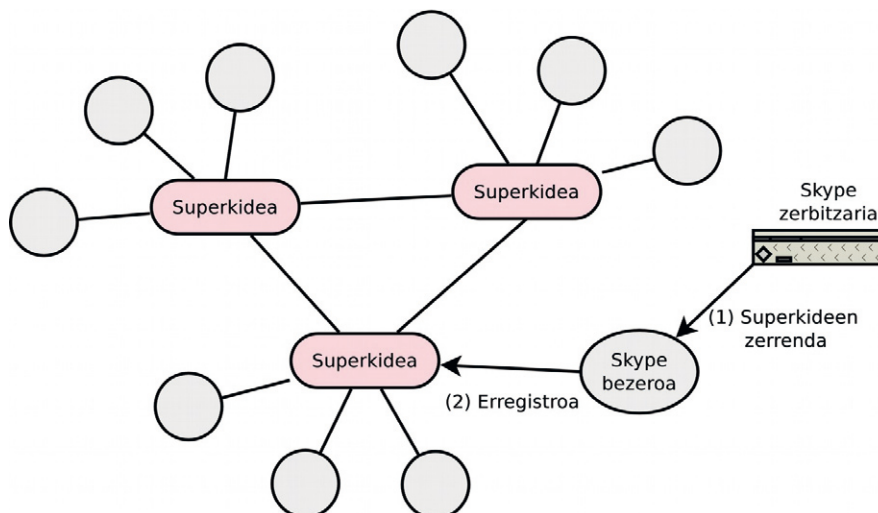 Superkidea
Superkidea
Skype
zerbitzaria
(1) Superkideen
zerrenda
Superkidea
Skype
bezeroa
(2) Erregistroa